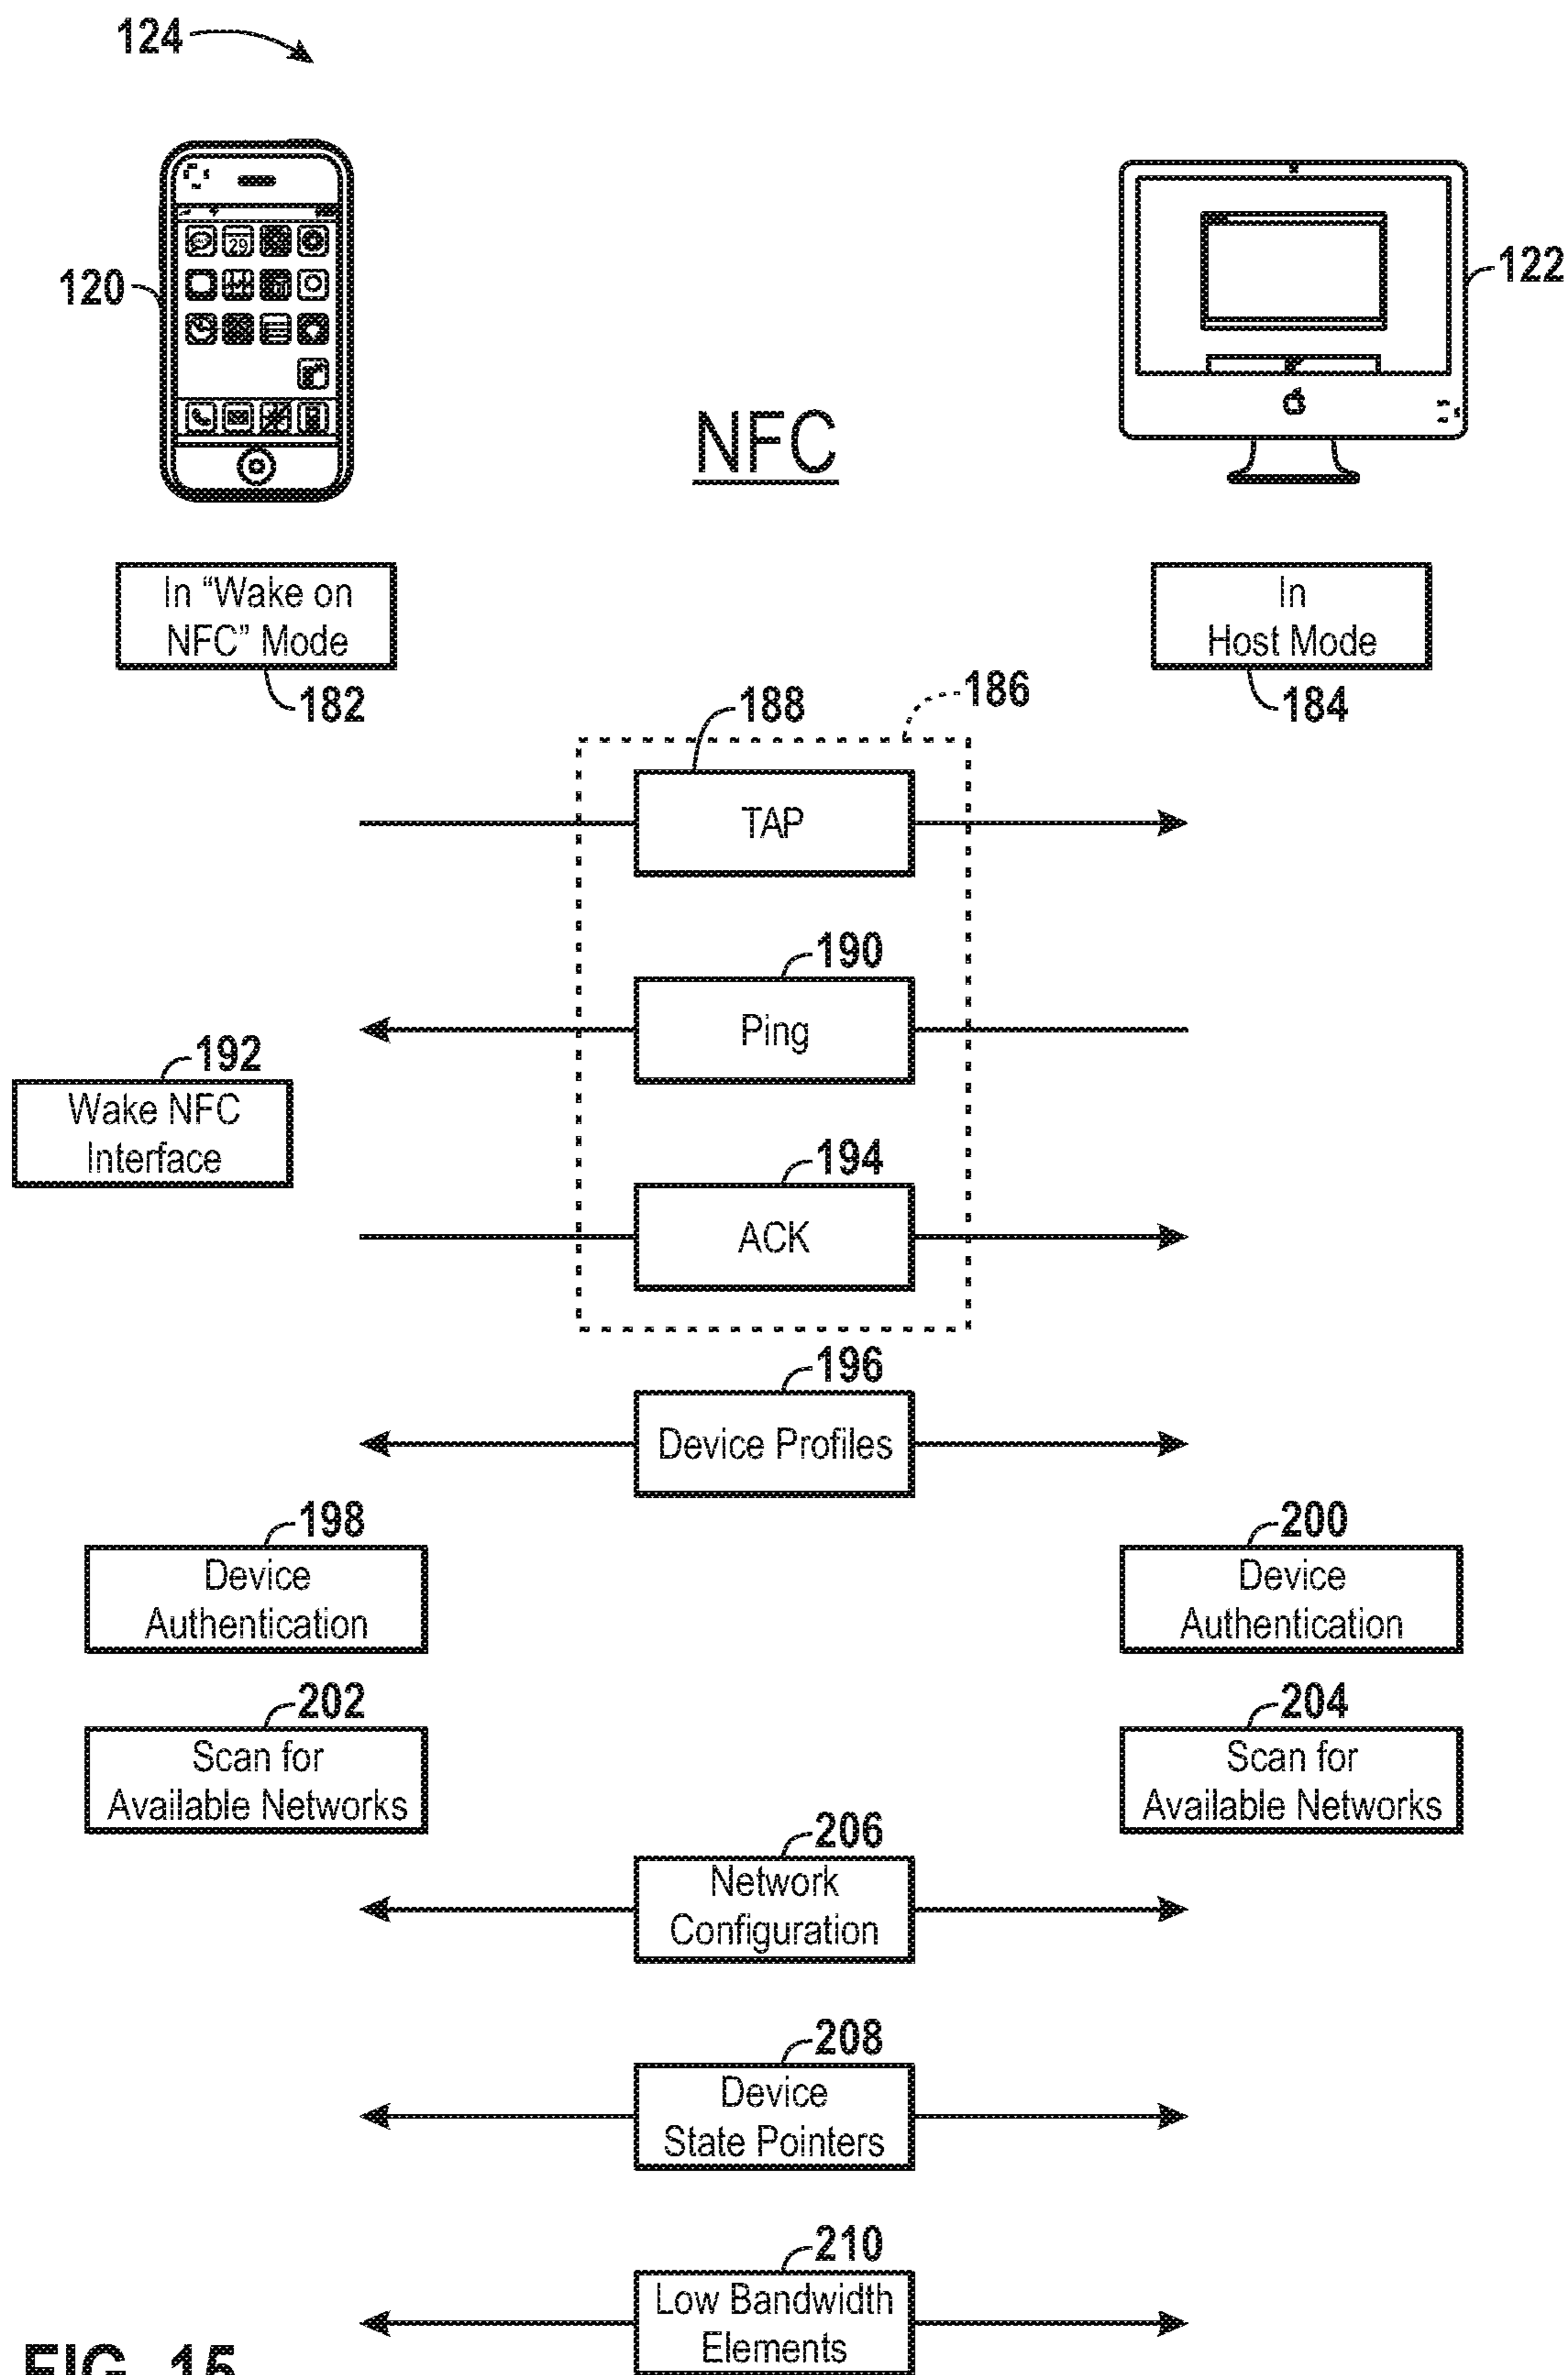 124
120
29
122
NFC
In “Wake on
NFC” Mode
182
In
Host Mode
184
186
188
TAP
190
Ping
192
Wake NFC
Interface
194
ACK
196
Device Profiles
198
Device
Authentication
200
Device
Authentication
202
Scan for
Available Networks
204
Scan for
Available Networks
206
Network
Configuration
208
Device
State Pointers
210
Low Bandwidth
Elements
FIG. 15